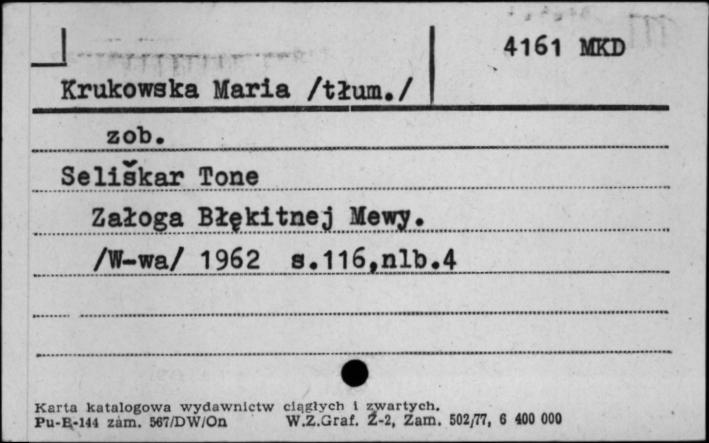 4161 MKD
Krukowska Maria /tłum./
zob.
Seliškar Tone
Załoga Błękitnej Mewy.
/W-wa/ 1962 s.116,nlb.4
Karta katalogowa wydawnictw ciągłych i zwartych.
Pu-B-144 zam. 567/DW/On W.Z.Graf. Z-2, Zam. 502/77, 6 400 000